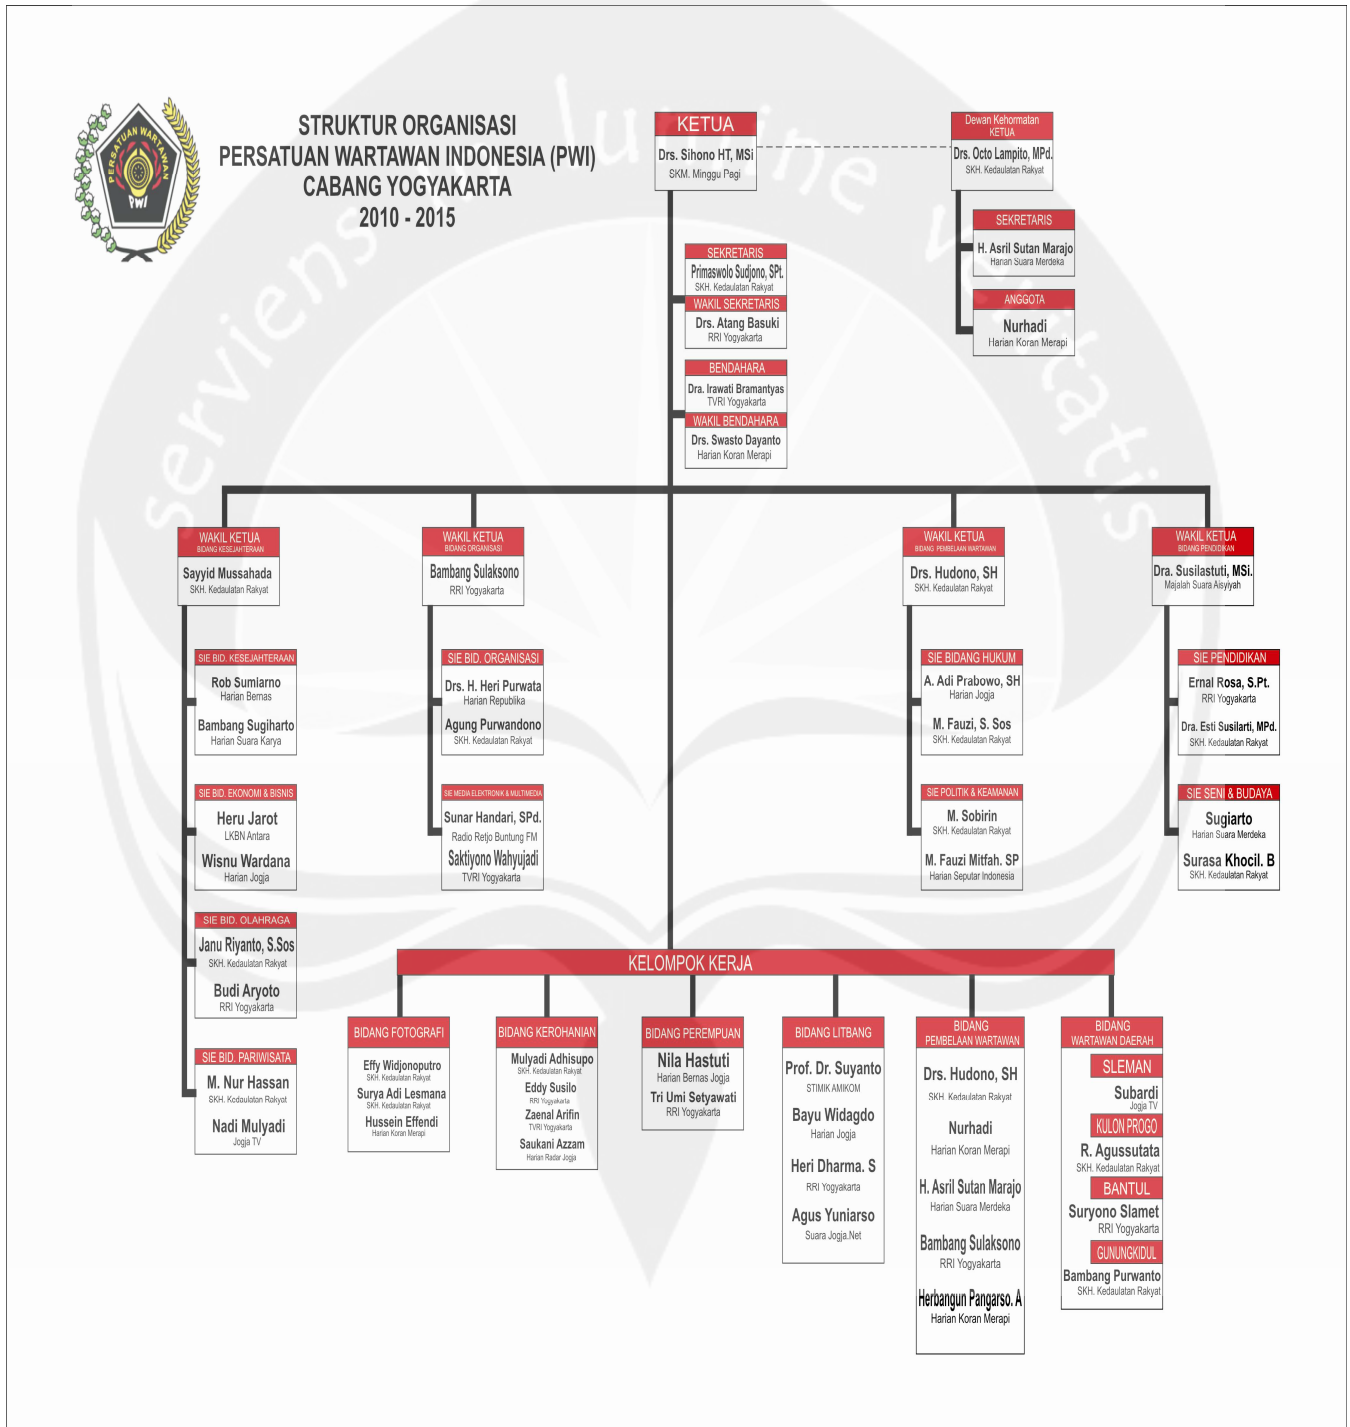 STRUKTUR ORGANISASI
PERSATUAN WARTAWAN INDONESIA (PWI)
CABANG YOGYAKARTA
2010 - 2015
PERSATUAN WARTAWAN
PWI
serviens in lumine veritatis
KETUA
Drs. Sihono HT, MSi
SKM. Minggu Pagi
Dewan Kehormatan
KETUA
Drs. Octo Lampito, MPd.
SKH. Kedaulatan Rakyat
SEKRETARIS
H. Asril Sutan Marajo
Harian Suara Merdeka
ANGGOTA
Nurhadi
Harian Koran Merapi
SEKRETARIS
Primaswolo Sudjono, SPt.
SKH. Kedaulatan Rakyat
WAKIL SEKRETARIS
Drs. Atang Basuki
RRI Yogyakarta
BENDAHARA
Dra. Irawati Bramantyas
TVRI Yogyakarta
WAKIL BENDAHARA
Drs. Swasto Dayanto
Harian Koran Merapi
WAKIL KETUA
BIDANG KESEJAHTERAAN
Sayyid Mussahada
SKH. Kedaulatan Rakyat
SIE BID. KESEJAHTERAAN
Rob Sumiarno
Harian Bernas
Bambang Sugiharto
Harian Suara Karya
SIE BID. EKONOMI & BISNIS
Heru Jarot
LKBN Antara
Wisnu Wardana
Harian Jogja
SIE BID. OLAHRAGA
Janu Riyanto, S.Sos
SKH. Kedaulatan Rakyat
Budi Aryoto
RRI Yogyakarta
SIE BID. PARIWISATA
M. Nur Hassan
SKH. Kedaulatan Rakyat
Nadi Mulyadi
Jogja TV
WAKIL KETUA
BIDANG ORGANISASI
Bambang Sulaksono
RRI Yogyakarta
SIE BID. ORGANISASI
Drs. H. Heri Purwata
Harian Republika
Agung Purwandono
SKH. Kedaulatan Rakyat
SIE MEDIA ELEKTRONIK & MULTIMEDIA
Sunar Handari, SPd.
Radio Retjo Buntung FM
Saktiyono Wahyujadi
TVRI Yogyakarta
WAKIL KETUA
BIDANG PEMBELAAN WARTAWAN
Drs. Hudono, SH
SKH. Kedaulatan Rakyat
SIE BIDANG HUKUM
A. Adi Prabowo, SH
Harian Jogja
M. Fauzi, S. Sos
SKH. Kedaulatan Rakyat
SIE POLITIK & KEAMANAN
M. Sobirin
SKH. Kedaulatan Rakyat
M. Fauzi Mitfah. SP
Harian Seputar Indonesia
WAKIL KETUA
BIDANG PENDIDIKAN
Dra. Susilastuti, MSi.
Majalah Suara Aisyiyah
SIE PENDIDIKAN
Ernal Rosa, S.Pt.
RRI Yogyakarta
Dra. Esti Susilarti, MPd.
SKH. Kedaulatan Rakyat
SIE SENI & BUDAYA
Sugiarto
Harian Suara Merdeka
Surasa Khocil. B
SKH. Kedaulatan Rakyat
KELOMPOK KERJA
BIDANG FOTOGRAFI
Effy Widjonoputro
SKH. Kedaulatan Rakyat
Surya Adi Lesmana
SKH. Kedaulatan Rakyat
Hussein Effendi
Harian Koran Merapi
BIDANG KEROHANIAN
Mulyadi Adhisupo
SKH. Kedaulatan Rakyat
Eddy Susilo
RRI Yogyakarta
Zaenal Arifin
TVRI Yogyakarta
Saukani Azzam
Harian Radar Jogja
BIDANG PEREMPUAN
Nila Hastuti
Harian Bernas Jogja
Tri Umi Setyawati
RRI Yogyakarta
BIDANG LITBANG
Prof. Dr. Suyanto
STIMIK AMIKOM
Bayu Widagdo
Harian Jogja
Heri Dharma. S
RRI Yogyakarta
Agus Yuniarso
Suara Jogja.Net
BIDANG
PEMBELAAN WARTAWAN
Drs. Hudono, SH
SKH. Kedaulatan Rakyat
Nurhadi
Harian Koran Merapi
H. Asril Sutan Marajo
Harian Suara Merdeka
Bambang Sulaksono
RRI Yogyakarta
Herbangun Pangarso. A
Harian Koran Merapi
BIDANG
WARTAWAN DAERAH
SLEMAN
Subardi
Jogja TV
KULON PROGO
R. Agussutata
SKH. Kedaulatan Rakyat
BANTUL
Suryono Slamet
RRI Yogyakarta
GUNUNGKIDUL
Bambang Purwanto
SKH. Kedaulatan Rakyat